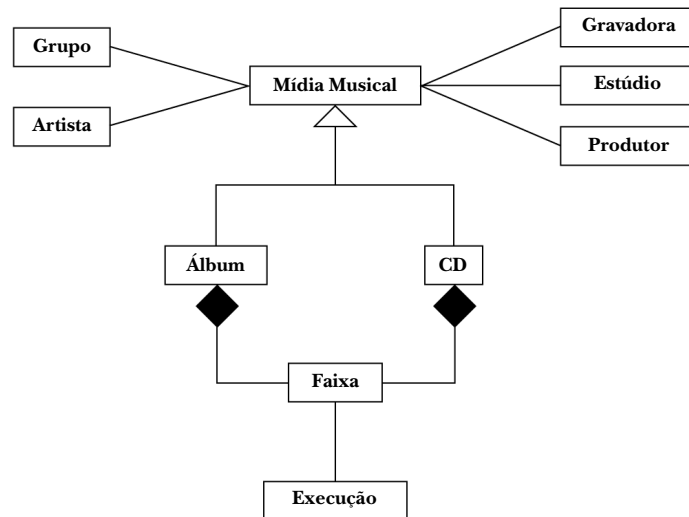 Grupo
Gravadora
Mídia Musical
Estúdio
Artista
Produtor
Álbum
CD
Faixa
Execução